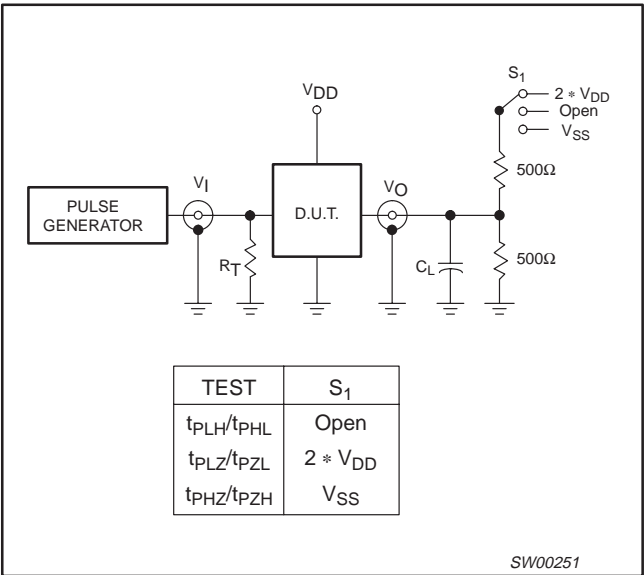 S1
2 * VDD
Open
VSS
VDD
500Ω
VI
VO
PULSE
GENERATOR
D.U.T.
RT
CL
500Ω
TEST S1
tPLH/tPHL Open
tPLZ/tPZL 2 * VDD
tPHZ/tPZH VSS
SW00251